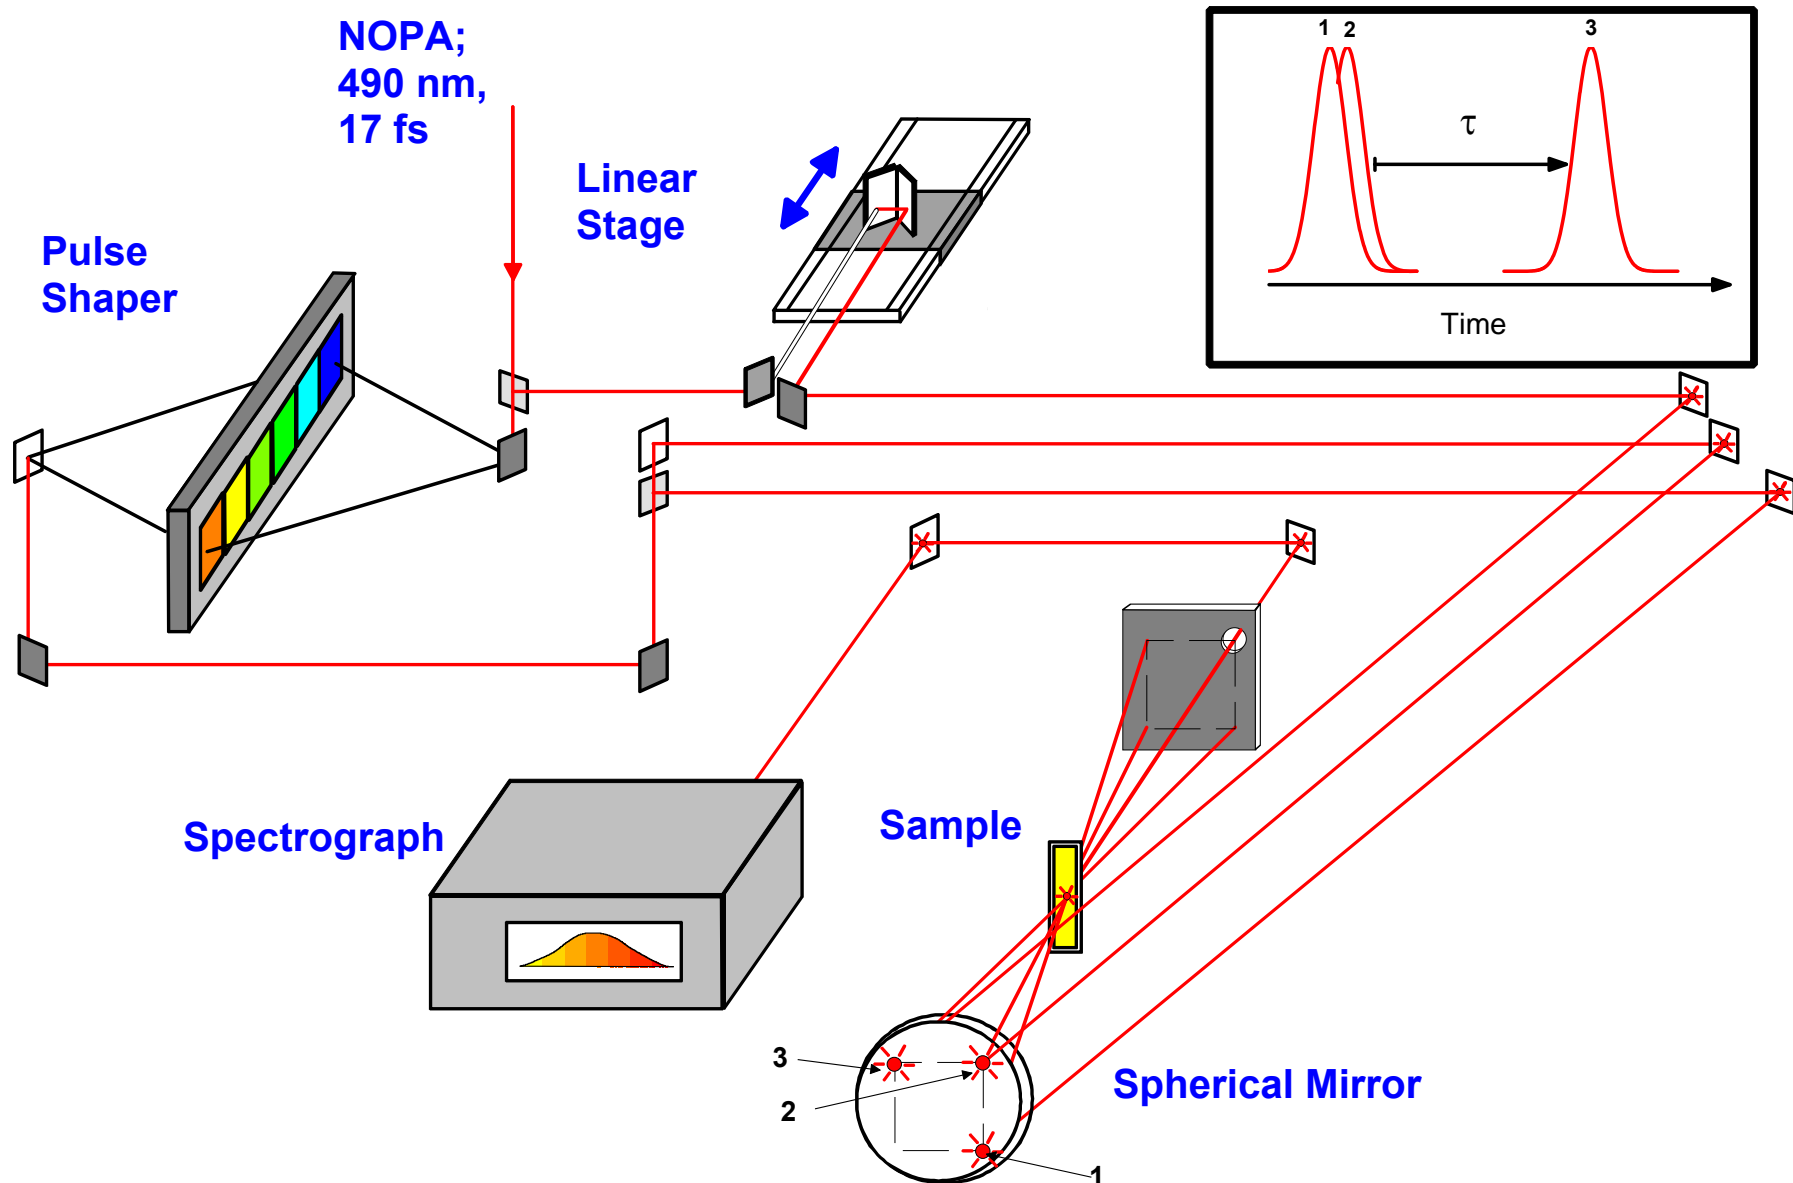 NOPA;
490 nm,
17 fs
1 2 3
τ
Time
Linear
Stage
Pulse
Shaper
Spectrograph
Sample
3
2
1
Spherical Mirror